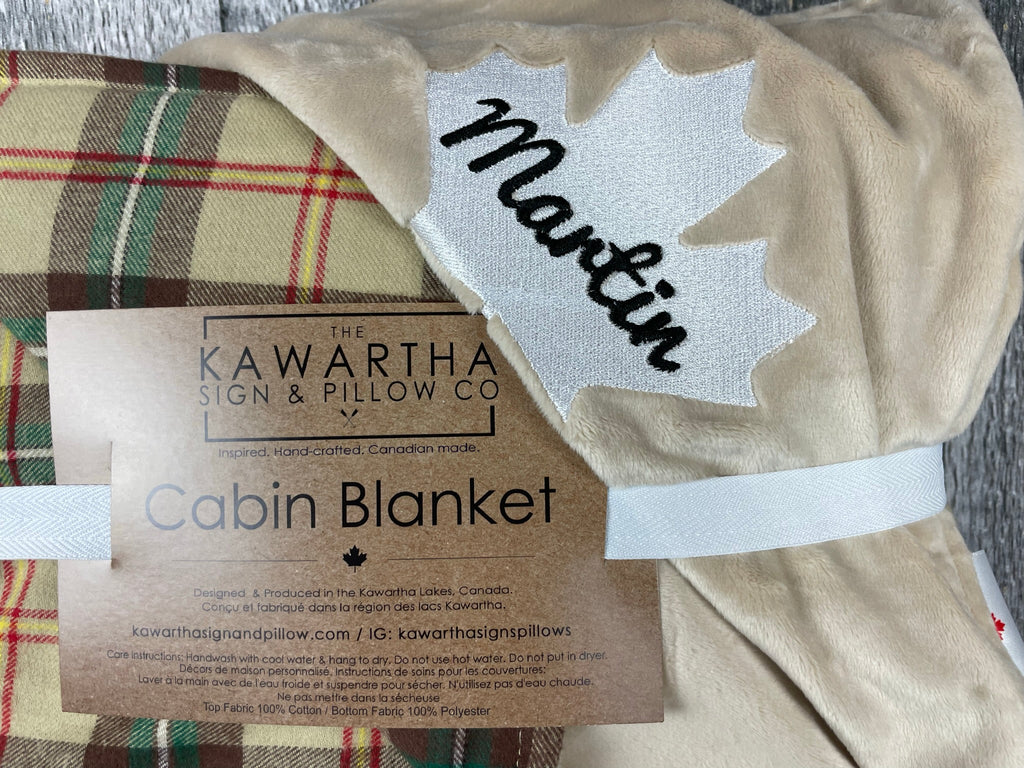 Martin
THE
KAWARTHA
SIGN & PILLOW CO
Inspired. Hand-crafted. Canadian made.
Cabin Blanket
Designed & Produced in the Kawartha Lakes, Canada.
Conçu et fabriqué dans la région des lacs Kawartha.
kawarthasignandpillow.com / IG: kawarthasignspillows
Care instructions: Handwash with cool water & hang to dry. Do not use hot water. Do not put in dryer.
Décors de maison personnalisé. Instructions de soins pour les couvertures:
Laver à la main avec de l'eau froide et suspendre pour sécher. N'utilisez pas d'eau chaude.
Ne pas mettre dans la sécheuse
Top Fabric 100% Cotton / Bottom Fabric 100% Polyester